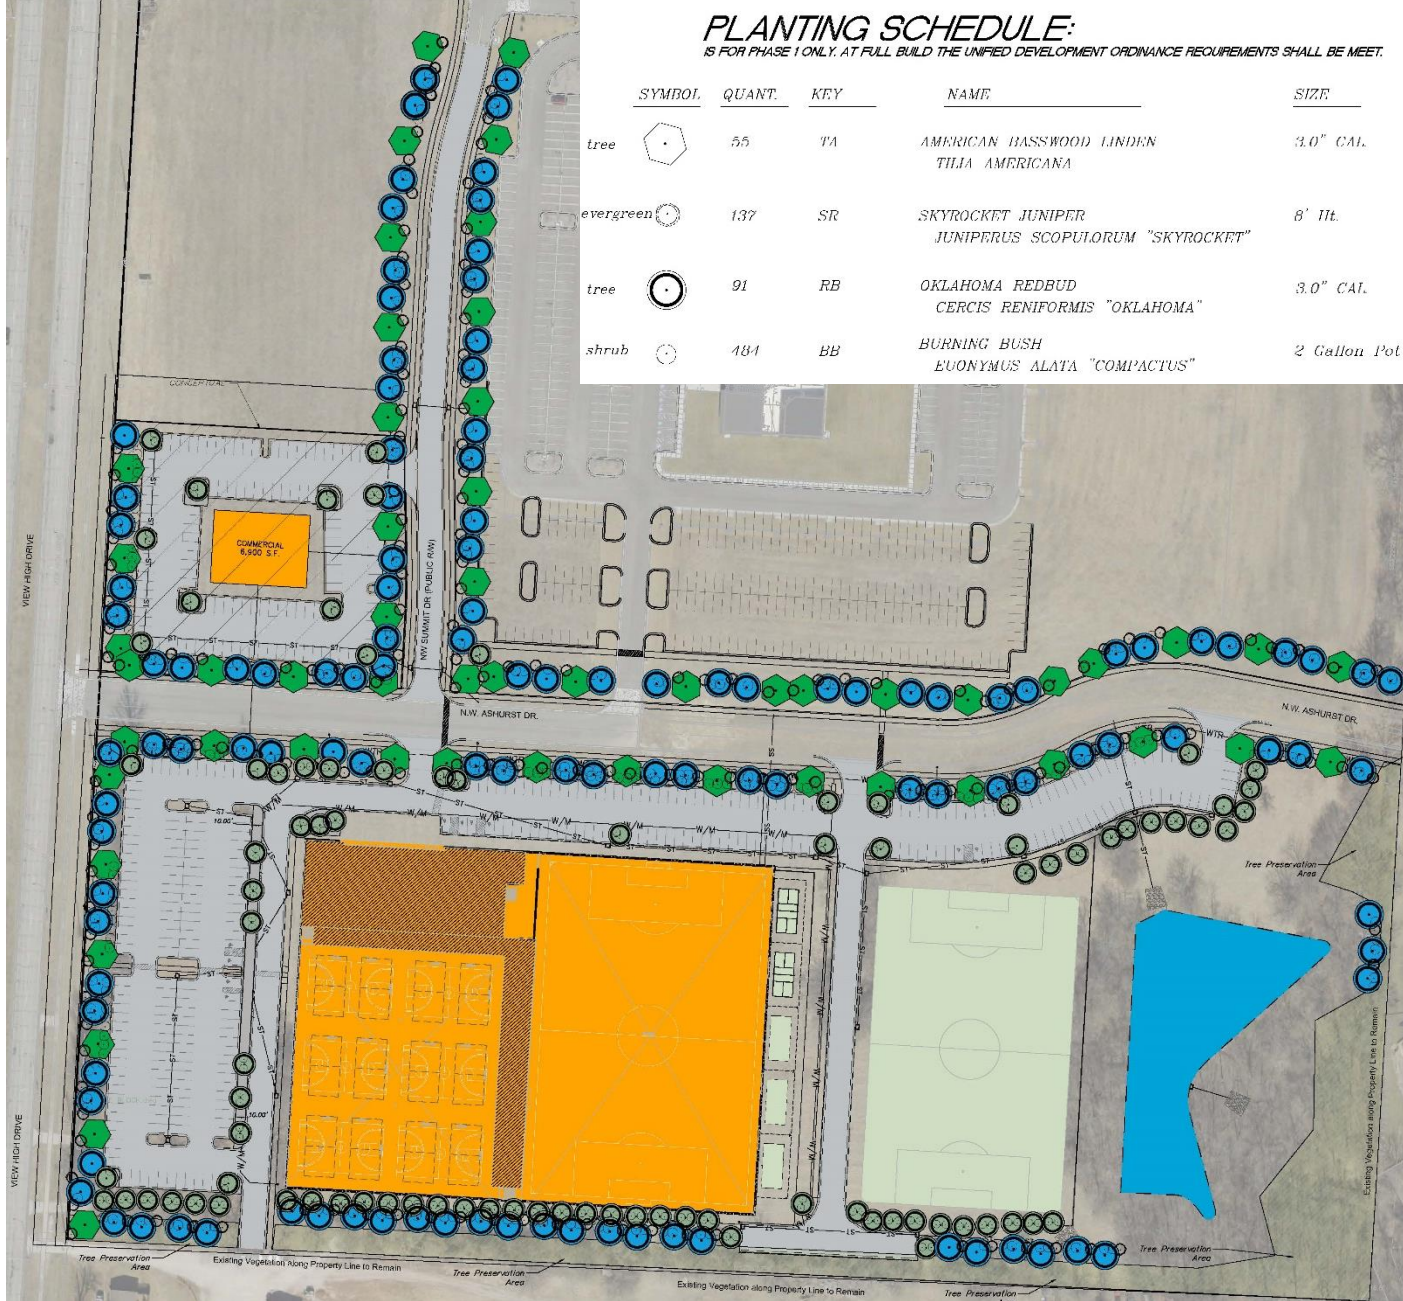 PLANTING SCHEDULE:
IS FOR PHASE 1 ONLY. AT FULL BUILD THE UNIFIED DEVELOPMENT ORDINANCE REQUIREMENTS SHALL BE MEET.
SYMBOL QUANT. KEY NAME SIZE
tree 55 TA AMERICAN BASSWOOD LINDEN 3.0" CAL.
TILIA AMERICANA
evergreen 137 SR SKYROCKET JUNIPER 8' Ht.
JUNIPERUS SCOPULORUM "SKYROCKET"
tree 91 RB OKLAHOMA REDBUD 3.0" CAL.
CERCIS RENIFORMIS "OKLAHOMA"
shrub 484 BB BURNING BUSH 2 Gallon Pot
EUONYMUS ALATA "COMPACTUS"
CONCEPTUAL
COMMERCIAL
6,900 S.F.
VIEW HIGH DRIVE
NW SUMMIT DR (PUBLIC R/W)
N.W. ASHURST DR.
N.W. ASHURST DR.
10.00'
Tree Preservation
Area
10.00'
VIEW HIGH DRIVE
Existing Vegetation along Property Line to Remain
Tree Preservation
Area
Existing Vegetation along Property Line to Remain
Tree Preservation
Area
Existing Vegetation along Property Line to Remain
Tree Preservation
Tree Preservation
Area